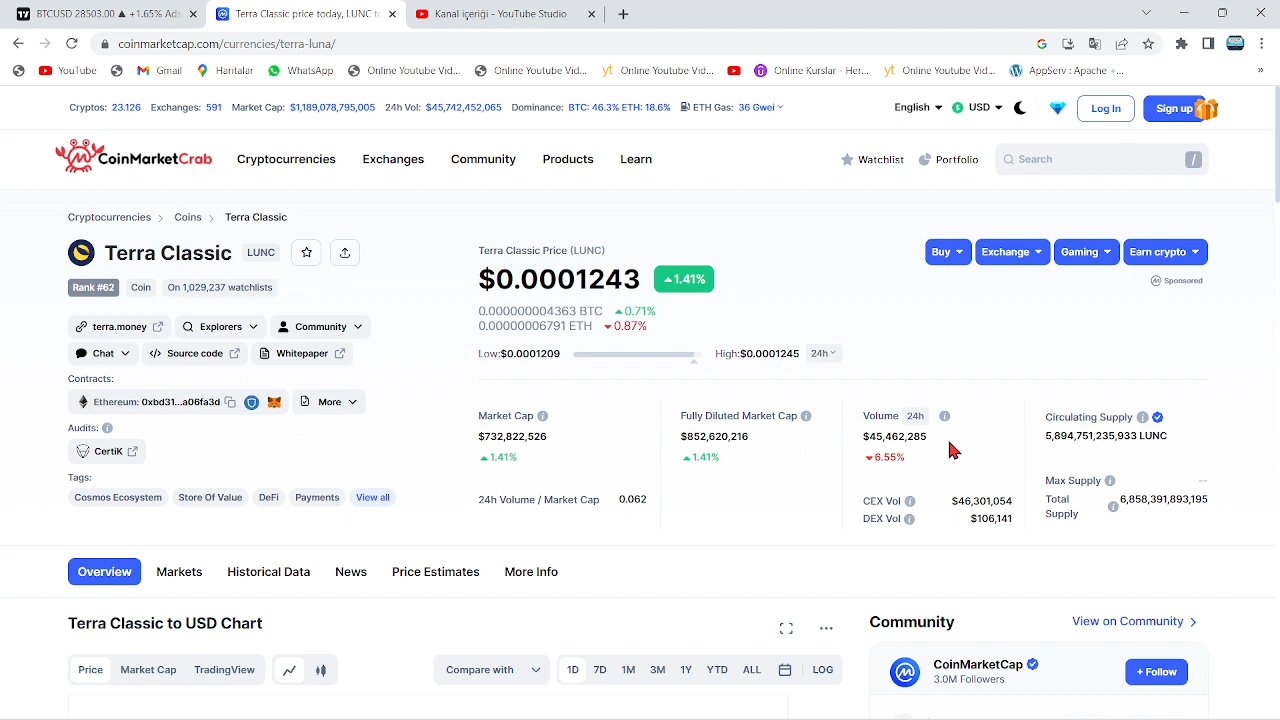 BTCUSD 28503.00 ▲ +1.65% Ads
Terra Classic price today, LUNC to
Kanal içeriği - YouTube Studio
coinmarketcap.com/currencies/terra-luna/
YouTube
Gmail
Haritalar
WhatsApp
Online Youtube Vid...
Online Youtube Vid...
Online Youtube Vid...
Online Kurslar - Her...
Online Youtube Vid...
AppServ : Apache +...
»
Cryptos: 23.126 Exchanges: 591 Market Cap: $1,189,078,795,005 24h Vol: $45,742,452,065 Dominance: BTC: 46.3% ETH: 18.6% ETH Gas: 36 Gwei
English USD Log In Sign up
CoinMarketCrab Cryptocurrencies Exchanges Community Products Learn Watchlist Portfolio Search /
Cryptocurrencies > Coins > Terra Classic
Terra Classic LUNC
Rank #62 Coin On 1,029,237 watchlists
terra.money Explorers Community
Chat Source code Whitepaper
Contracts:
Ethereum: 0xbd31...a06fa3d More
Audits:
CertiK
Tags:
Cosmos Ecosystem Store Of Value DeFi Payments View all
Terra Classic Price (LUNC)
$0.0001243 1.41%
0.000000004363 BTC 0.71%
0.00000006791 ETH 0.87%
Low:$0.0001209 High:$0.0001245 24h
Buy Exchange Gaming Earn crypto
Sponsored
Market Cap
$732,822,526
1.41%
24h Volume / Market Cap 0.062
Fully Diluted Market Cap
$852,620,216
1.41%
Volume 24h
$45,462,285
6.55%
CEX Vol $46,301,054
DEX Vol $106,141
Circulating Supply
5,894,751,235,933 LUNC
Max Supply --
Total Supply 6,858,391,893,195
Overview Markets Historical Data News Price Estimates More Info
Terra Classic to USD Chart
Price Market Cap TradingView Compare with 1D 7D 1M 3M 1Y YTD ALL LOG
Community View on Community >
CoinMarketCap
3.0M Followers
+ Follow